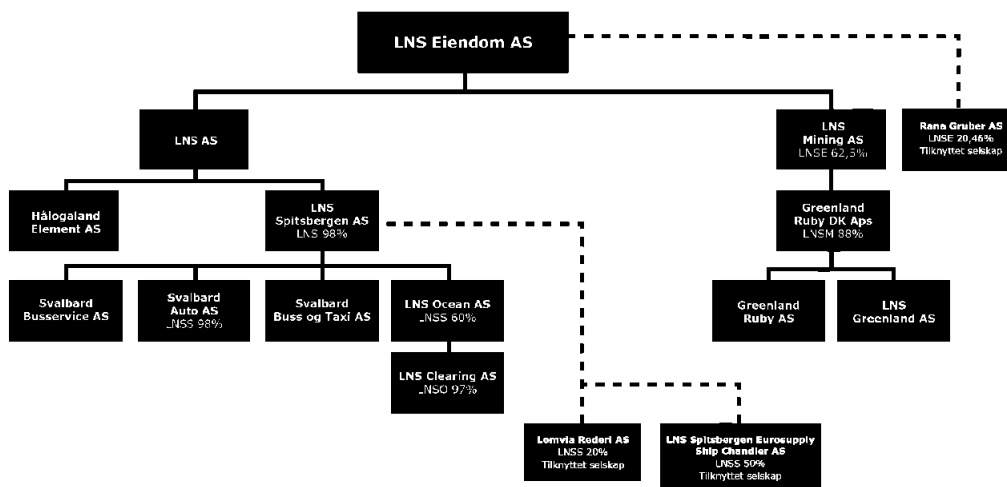 LNS Eiendom AS
LNS AS
LNS
Mining AS
LNSE 62,5%
Rana Gruber AS
LNSE 20,46%
Tilknyttet selskap
Hålogaland
Element AS
LNS
Spitsbergen AS
LNS 98%
Greenland
Ruby DK Aps
LNSM 88%
Svalbard
Busservice AS
Svalbard
Auto AS
LNSS 98%
Svalbard
Buss og Taxi AS
LNS Ocean AS
LNSS 60%
Greenland
Ruby AS
LNS
Greenland AS
LNS Clearing AS
LNSO 97%
Lomvia Rederi AS
LNSS 20%
Tilknyttet selskap
LNS Spitsbergen Eurosupply
Ship Chandler AS
LNSS 50%
Tilknyttet selskap